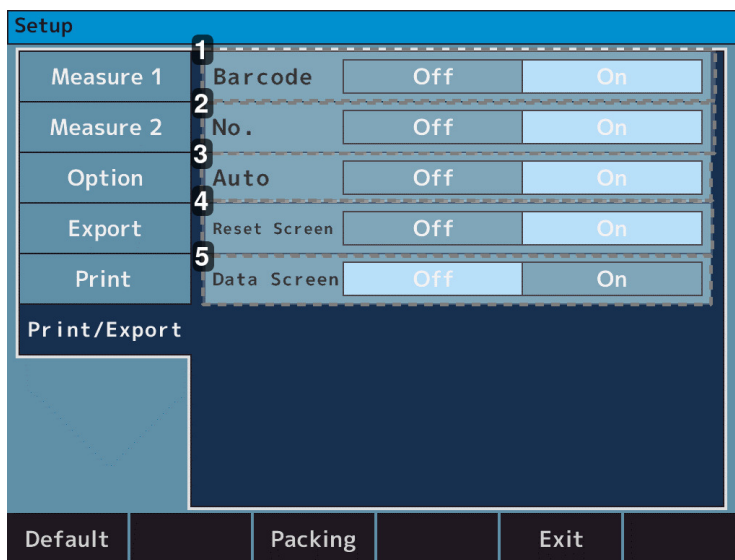 Setup
Measure 1
Measure 2
Option
Export
Print
Print/Export
1
Barcode Off On
2
No. Off On
3
Auto Off On
4
Reset Screen Off On
5
Data Screen Off On
Default Packing Exit